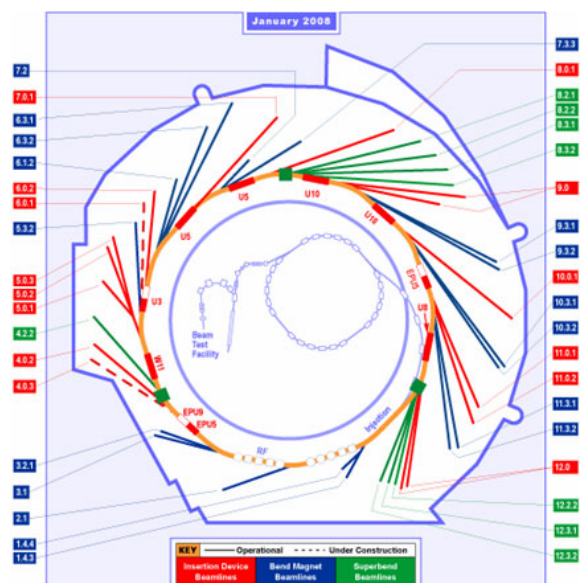 January 2008
7.2
7.0.1
6.3.1
6.3.2
6.1.2
6.0.2
6.0.1
5.3.2
5.0.3
5.0.2
5.0.1
4.2.2
4.0.2
4.0.3
3.2.1
3.1
2.1
1.4.4
1.4.3
7.3.3
8.0.1
8.2.1
8.2.2
8.3.1
8.3.2
9.0
9.3.1
9.3.2
10.0.1
10.3.1
10.3.2
11.0.1
11.0.2
11.3.1
11.3.2
12.0
12.2.2
12.3.1
12.3.2
U5
U10
U5
U10
EPU5
U3
U8
Beam
Test
Facility
W11
EPU9
EPU5
RF
Injection
KEY Operational Under Construction
Insertion Device
Beamlines
Bend Magnet
Beamlines
Superbend
Beamlines